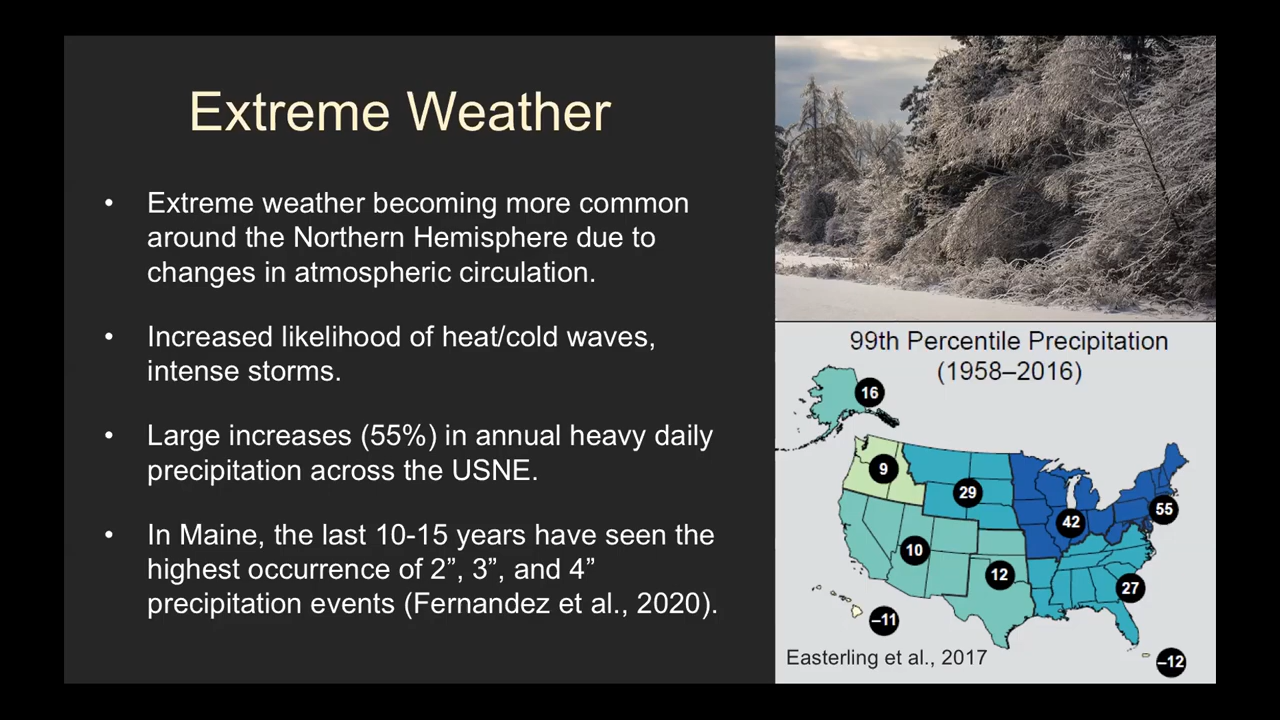 Extreme Weather
• Extreme weather becoming more common
around the Northern Hemisphere due to
changes in atmospheric circulation.
• Increased likelihood of heat/cold waves,
intense storms.
• Large increases (55%) in annual heavy daily
precipitation across the USNE.
• In Maine, the last 10-15 years have seen the
highest occurrence of 2”, 3”, and 4”
precipitation events (Fernandez et al., 2020).
99th Percentile Precipitation
(1958–2016)
16
9
29
42
55
10
12
27
–11
–12
Easterling et al., 2017